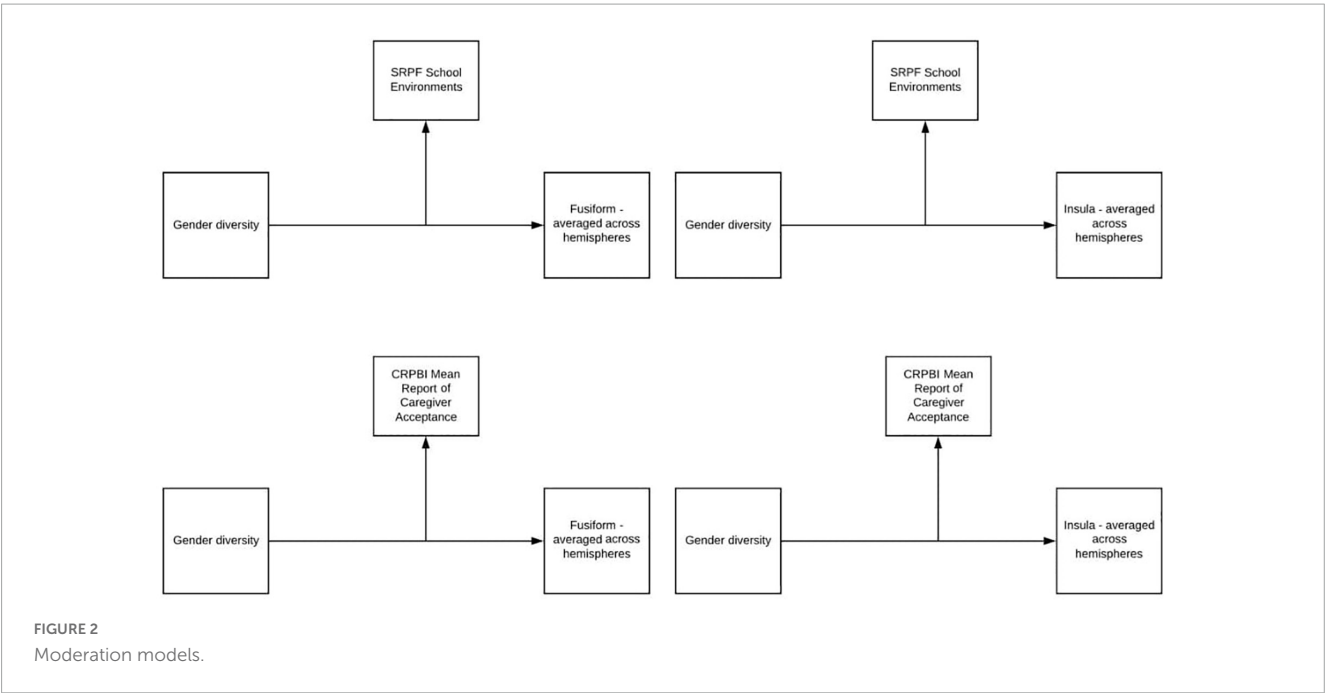 SRPF School
Environments
Gender diversity
Fusiform -
averaged across
hemispheres
SRPF School
Environments
Gender diversity
Insula - averaged
across
hemispheres
CRPBI Mean
Report of
Caregiver
Acceptance
Gender diversity
Fusiform -
averaged across
hemispheres
CRPBI Mean
Report of
Caregiver
Acceptance
Gender diversity
Insula - averaged
across
hemispheres
FIGURE 2
Moderation models.